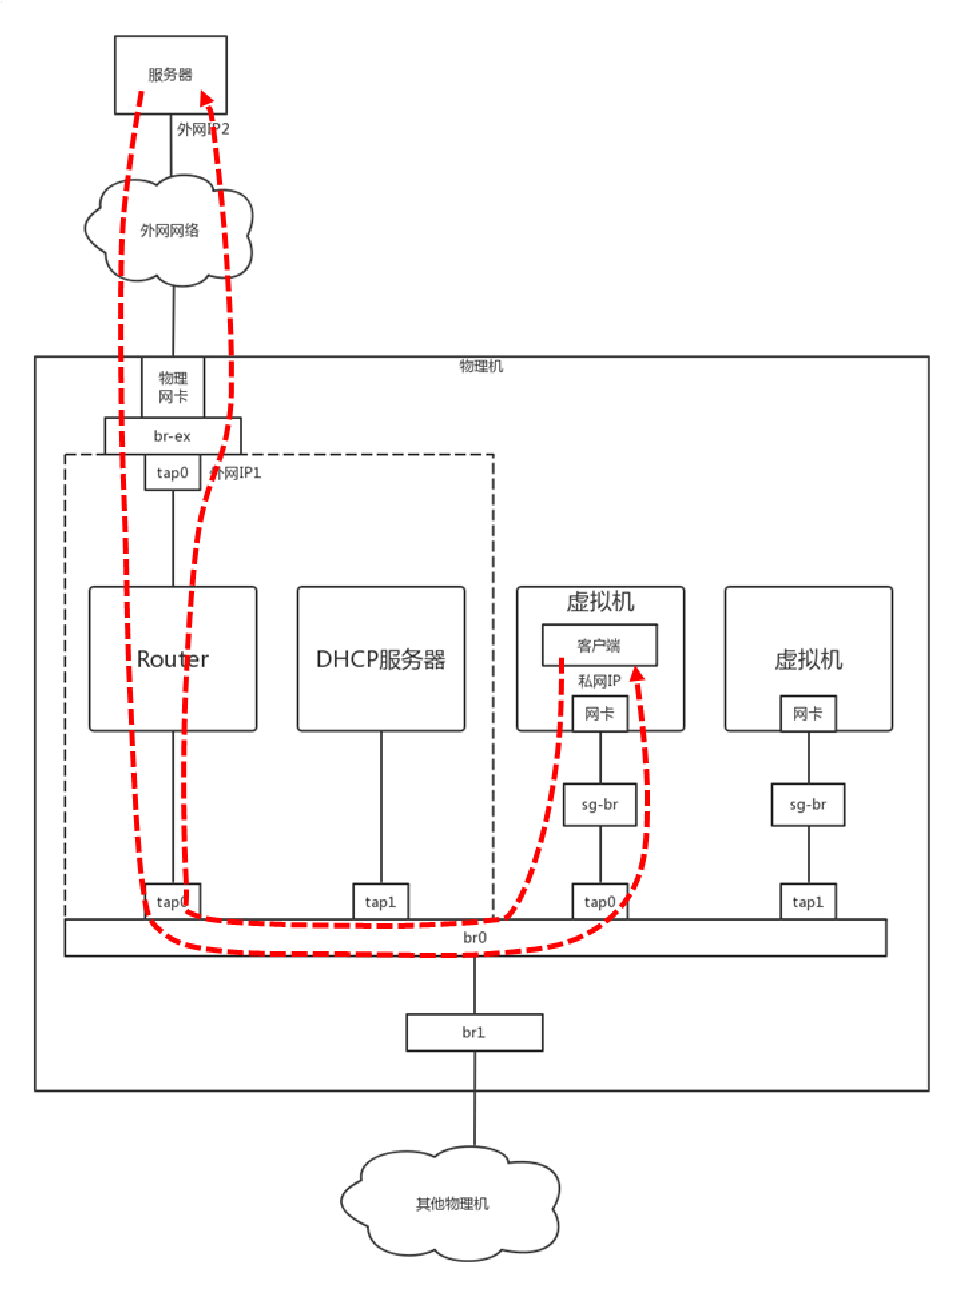 服务器
外网IP2
外网网络
物理机
物理
网卡
br-ex
tap0
外网IP1
Router
DHCP服务器
虚拟机
客户端
私网IP
网卡
虚拟机
网卡
sg-br
sg-br
tap0
tap1
tap0
tap1
br0
br1
其他物理机